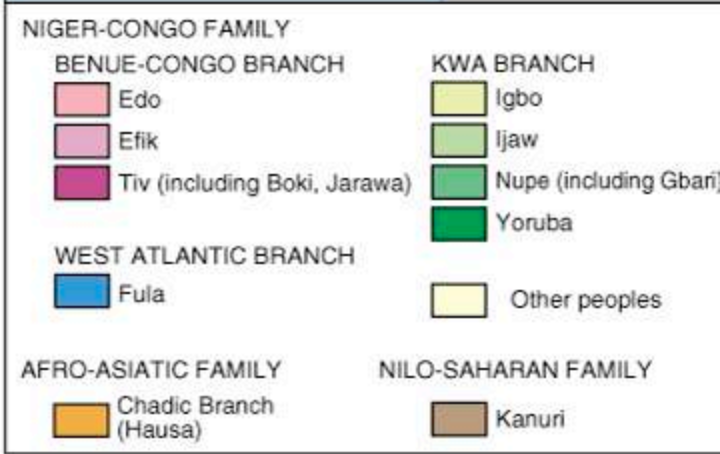 NIGER-CONGO FAMILY
BENUE-CONGO BRANCH
Edo
Efik
Tiv (including Boki, Jarawa)
WEST ATLANTIC BRANCH
Fula
KWA BRANCH
Igbo
Ijaw
Nupe (including Gbari)
Yoruba
Other peoples
AFRO-ASIATIC FAMILY
Chadic Branch
(Hausa)
NILO-SAHARAN FAMILY
Kanuri